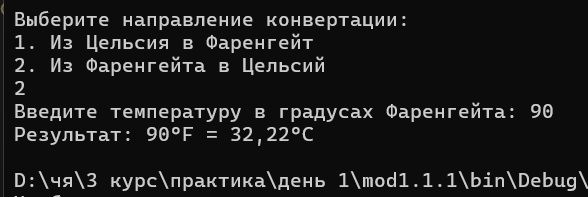 Выберите направление конвертации:
1. Из Цельсия в Фаренгейт
2. Из Фаренгейта в Цельсий
2
Введите температуру в градусах Фаренгейта: 90
Результат: 90°F = 32,22°C
D:\чя\3 курс\практика\день 1\mod1.1.1\bin\Debug\